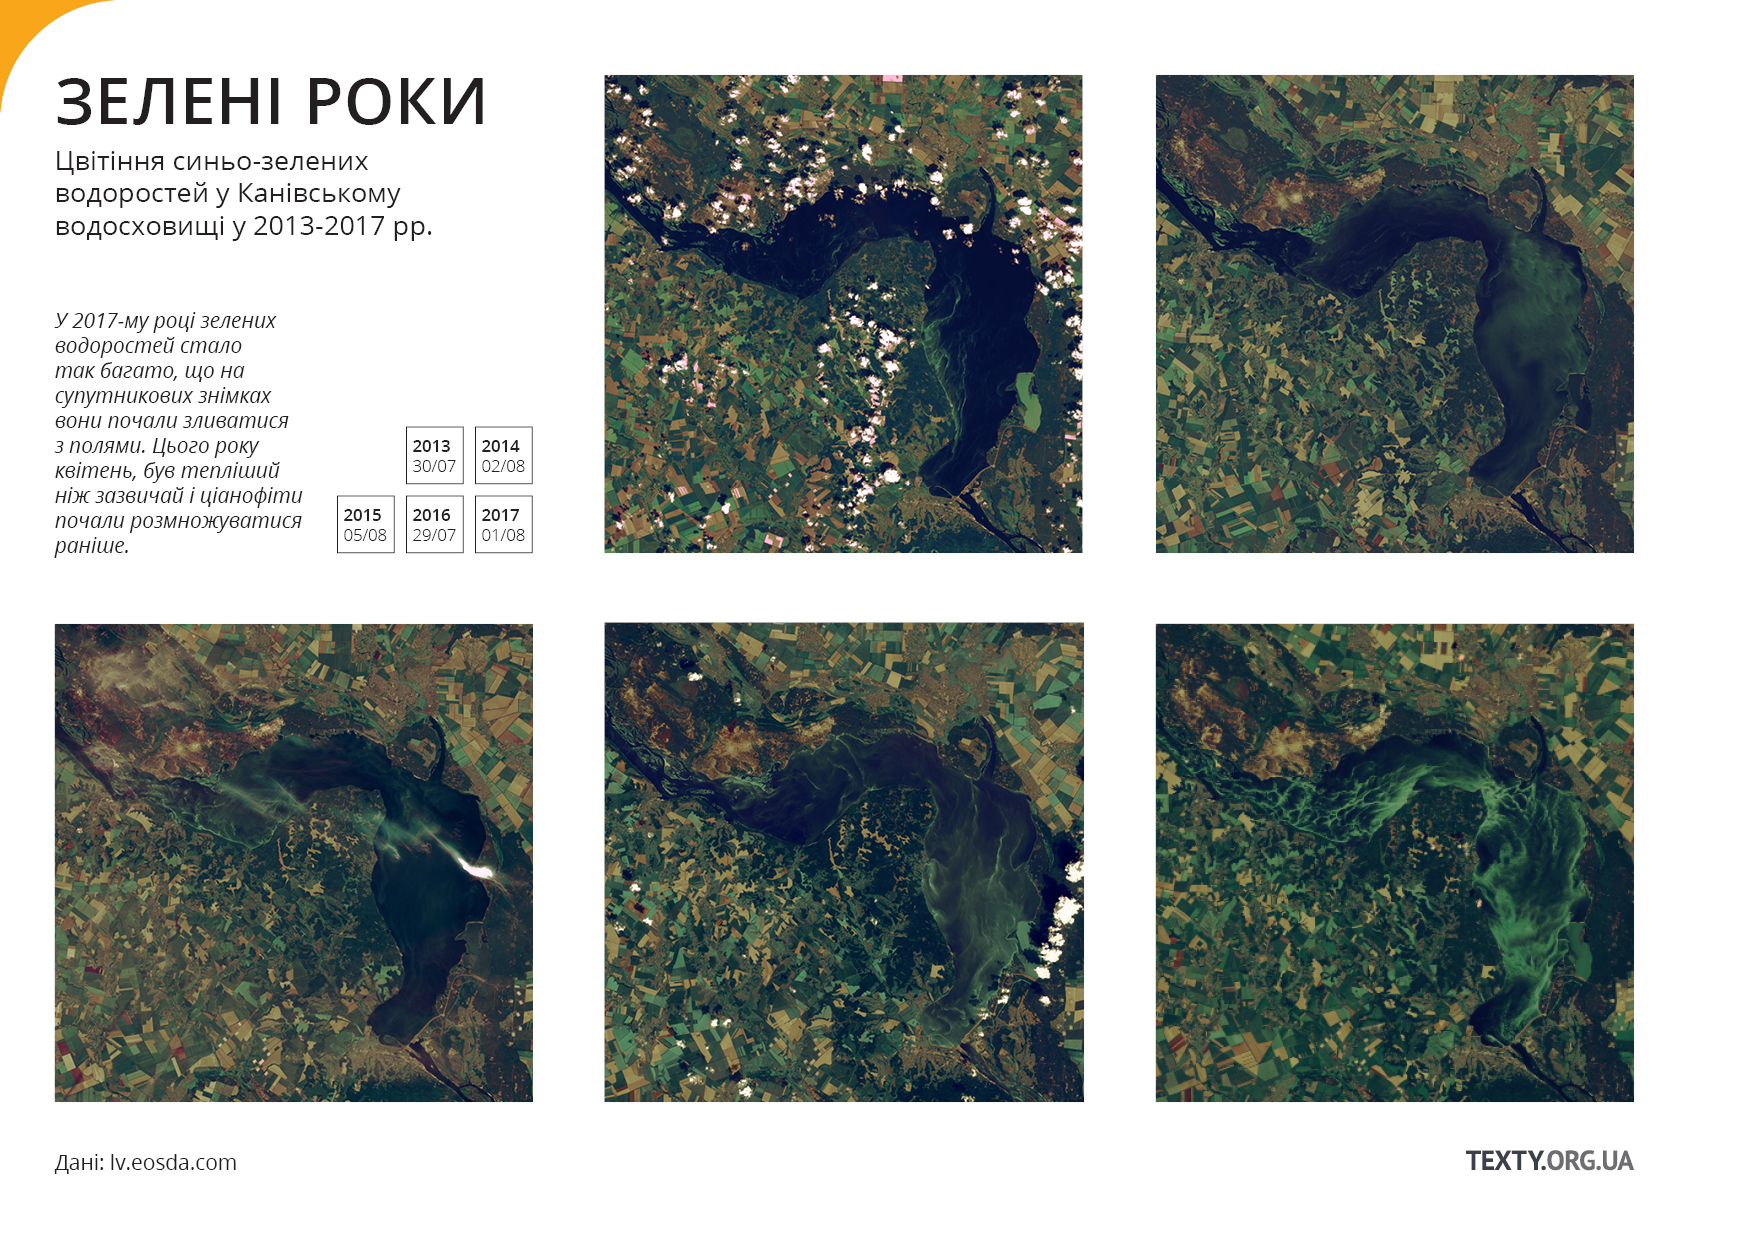 ЗЕЛЕНІ РОКИ
Цвітіння синьо-зелених
водоростей у Канівському
водосховищі у 2013-2017 рр.
У 2017-му році зелених
водоростей стало
так багато, що на
супутникових знімках
вони почали зливатися
з полями. Цього року
квітень, був тепліший
ніж зазвичай і ціанофіти
почали розмножуватися
раніше.
2013
30/07
2014
02/08
2015
05/08
2016
29/07
2017
01/08
Дані: lv.eosda.com
TEXTY.ORG.UA